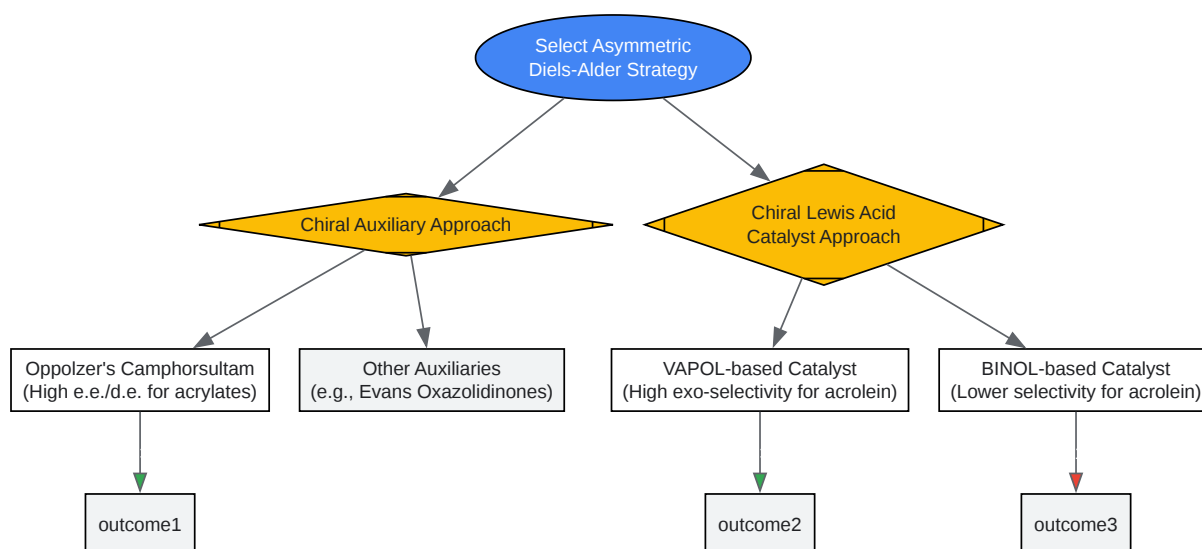 Select Asymmetric
Diels-Alder Strategy
Chiral Auxiliary Approach
Chiral Lewis Acid
Catalyst Approach
Oppolzer's Camphorsultam
(High e.e./d.e. for acrylates)
Other Auxiliaries
(e.g., Evans Oxazolidinones)
VAPOL-based Catalyst
(High exo-selectivity for acrolein)
BINOL-based Catalyst
(Lower selectivity for acrolein)
outcome1
outcome2
outcome3